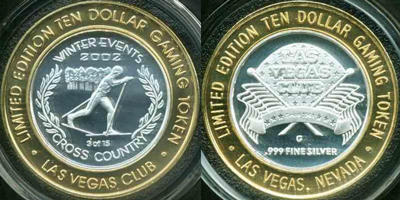 LIMITED EDITION TEN DOLLAR GAMING TOKEN
WINTER EVENTS
2002
3 of 15
CROSS COUNTRY
• LAS VEGAS CLUB •
LIMITED EDITION TEN DOLLAR GAMING TOKEN
LAS
VEGAS
CLUB
G
.999 FINE SILVER
• LAS VEGAS, NEVADA •